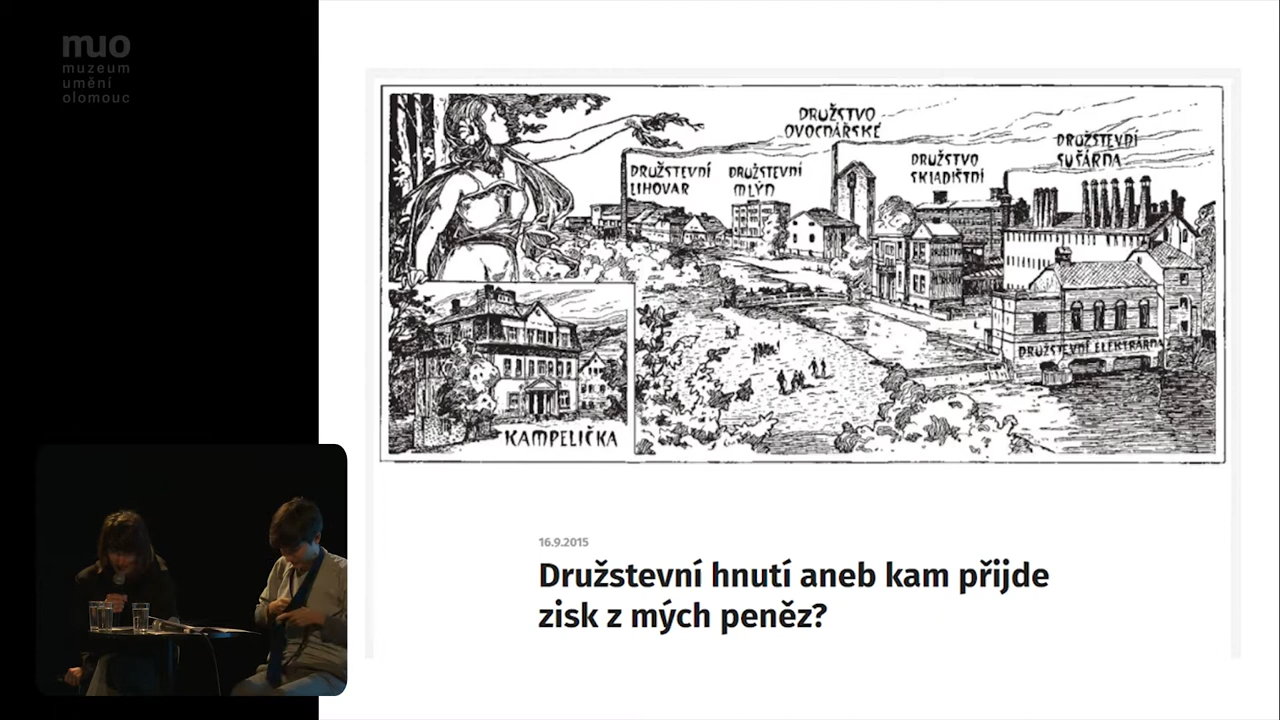 muo
muzeum
umění
olomouc
DRUŽSTVO
OVOCNÁŘSKÉ
DRUŽSTEVNÍ
LIHOVAR
DRUŽSTEVNÍ
MLÝN
DRUŽSTVO
SKLADIŠTNÍ
DRUŽSTEVNÍ
SUŠÁRNA
DRUŽSTEVNÍ ELEKTRÁRNA
KAMPELIČKA
16.9.2015
Družstevní hnutí aneb kam přijde
zisk z mých peněz?